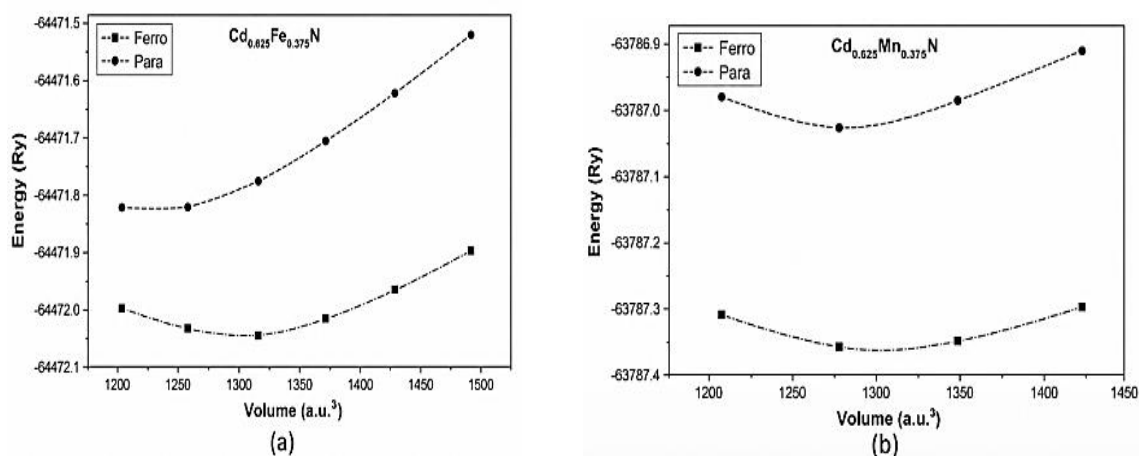 Cd0.625Fe0.375N
Ferro
Para
Energy (Ry)
-64471.5
-64471.6
-64471.7
-64471.8
-64471.9
-64472.0
-64472.1
1200 1250 1300 1350 1400 1450 1500
Volume (a.u.³)
(a)
Cd0.625Mn0.375N
Ferro
Para
Energy (Ry)
-63786.9
-63787.0
-63787.1
-63787.2
-63787.3
-63787.4
1200 1250 1300 1350 1400 1450
Volume (a.u.³)
(b)